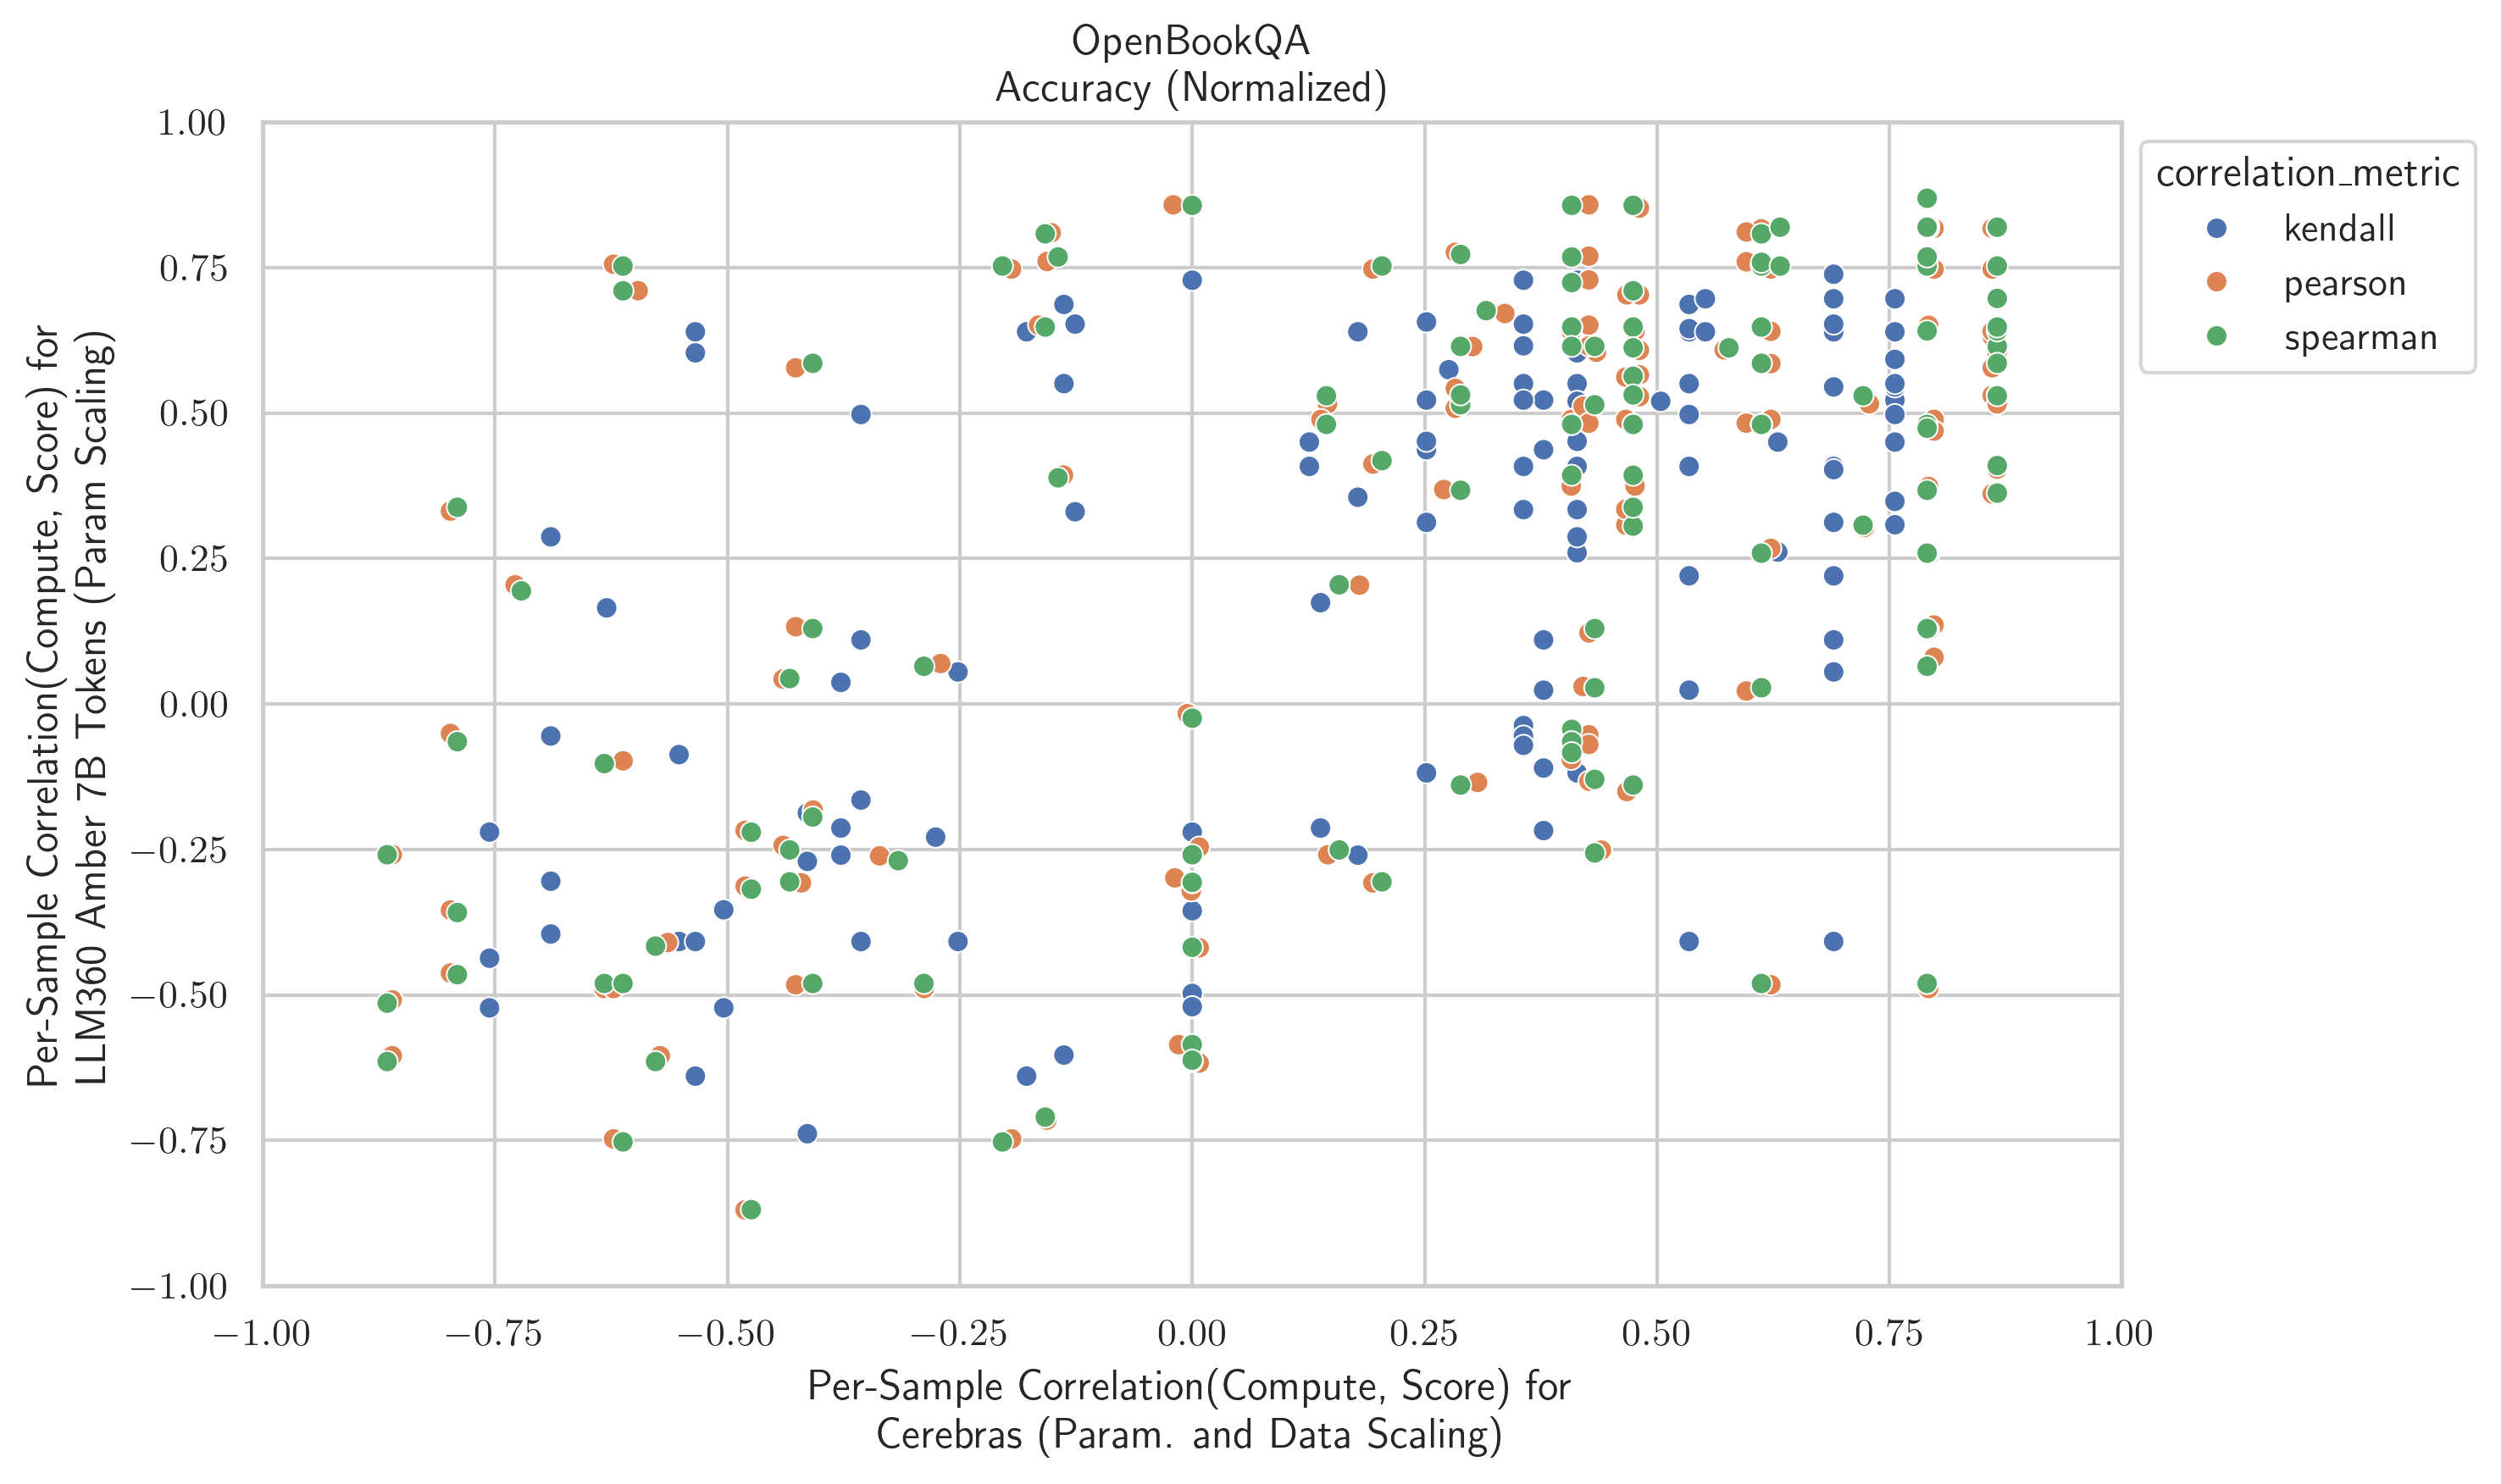 OpenBookQA
Accuracy (Normalized)
Per-Sample Correlation(Compute, Score) for
LLM360 Amber 7B Tokens (Param Scaling)
1.00
0.75
0.50
0.25
0.00
−0.25
−0.50
−0.75
−1.00
−1.00 −0.75 −0.50 −0.25 0.00 0.25 0.50 0.75 1.00
Per-Sample Correlation(Compute, Score) for
Cerebras (Param. and Data Scaling)
correlation_metric
kendall
pearson
spearman